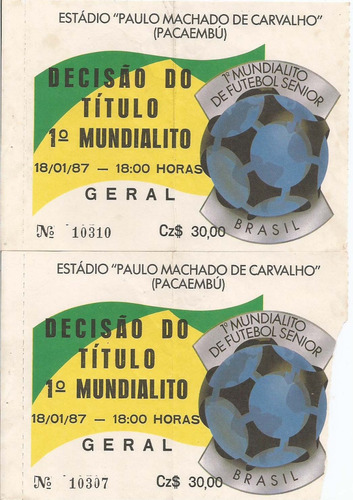 ESTÁDIO "PAULO MACHADO DE CARVALHO"
(PACAEMBÚ)
DECISÃO DO
TÍTULO
1º MUNDIALITO
18/01/87 — 18:00 HORAS
GERAL
Nº 10310 Cz$ 30,00
1º MUNDIALITO
DE FUTEBOL SENIOR
BRASIL
ESTÁDIO "PAULO MACHADO DE CARVALHO"
(PACAEMBÚ)
DECISÃO DO
TÍTULO
1º MUNDIALITO
18/01/87 — 18:00 HORAS
GERAL
Nº 10307 Cz$ 30,00
1º MUNDIALITO
DE FUTEBOL SENIOR
BRASIL